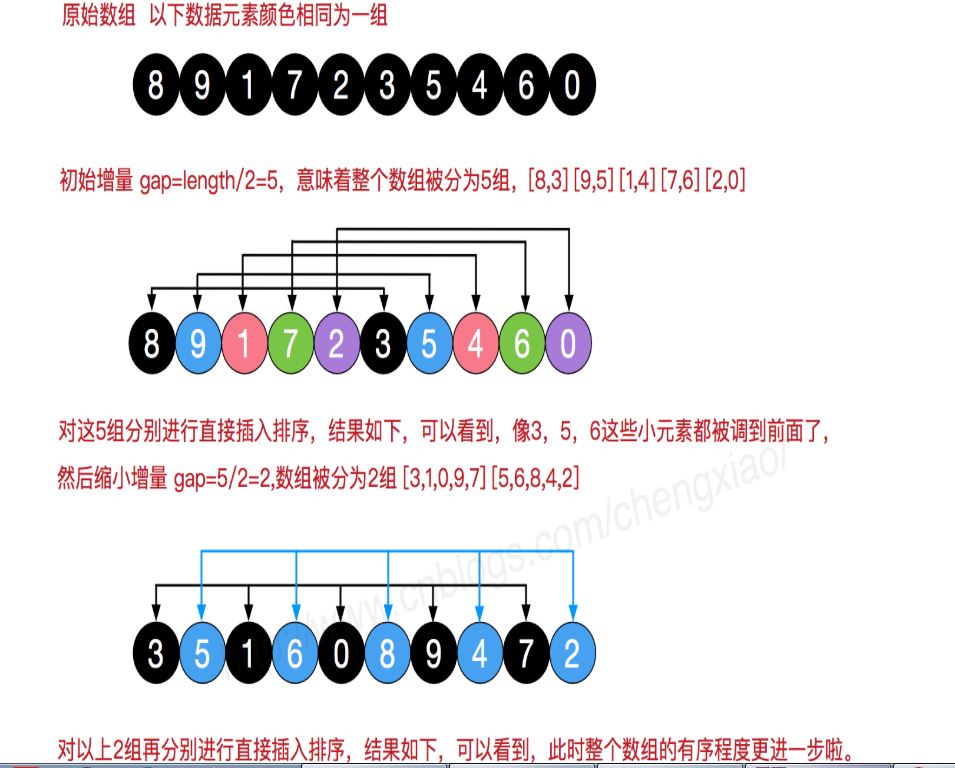 原始数组 以下数据元素颜色相同为一组
8 9 1 7 2 3 5 4 6 0
初始增量 gap=length/2=5，意味着整个数组被分为5组，[8,3][9,5][1,4][7,6][2,0]
8 9 1 7 2 3 5 4 6 0
对这5组分别进行直接插入排序，结果如下，可以看到，像3，5，6这些小元素都被调到前面了，
然后缩小增量 gap=5/2=2,数组被分为2组 [3,1,0,9,7][5,6,8,4,2]
http://www.cnblogs.com/chengxiao/
3 5 1 6 0 8 9 4 7 2
对以上2组再分别进行直接插入排序，结果如下，可以看到，此时整个数组的有序程度更进一步啦。